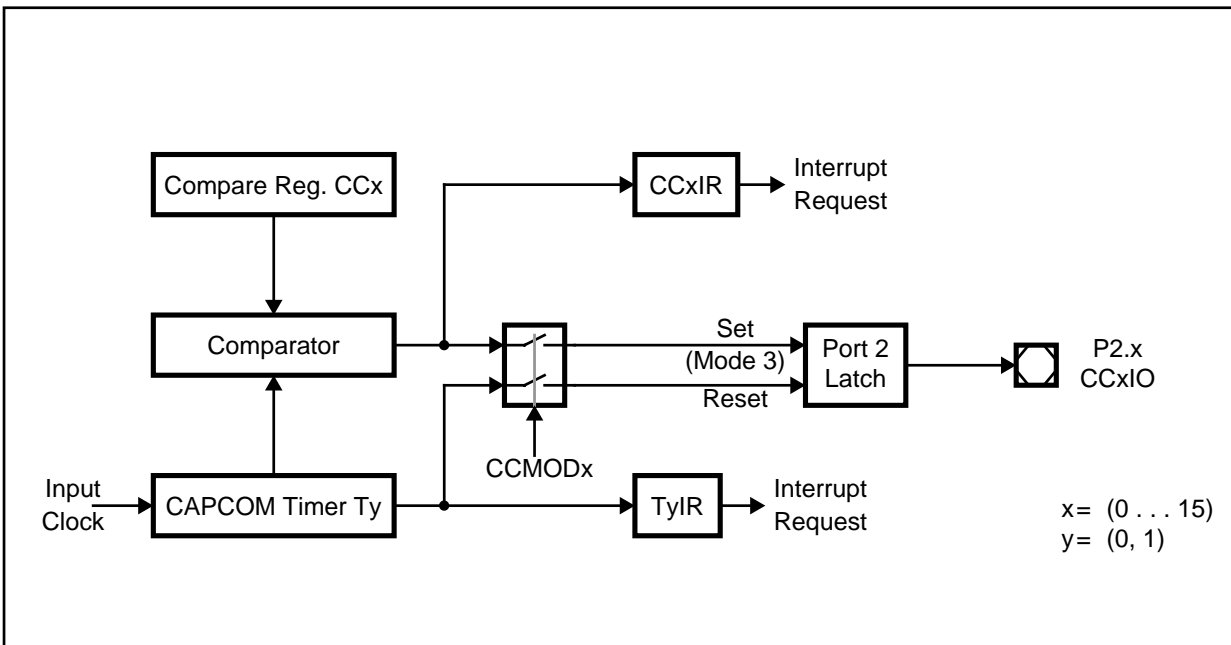 Compare Reg. CCx
CCxIR
Interrupt
Request
Comparator
Set
(Mode 3)
Reset
Port 2
Latch
P2.x
CCxIO
CCMODx
Input
Clock
CAPCOM Timer Ty
TyIR
Interrupt
Request
x= (0 . . . 15)
y= (0, 1)